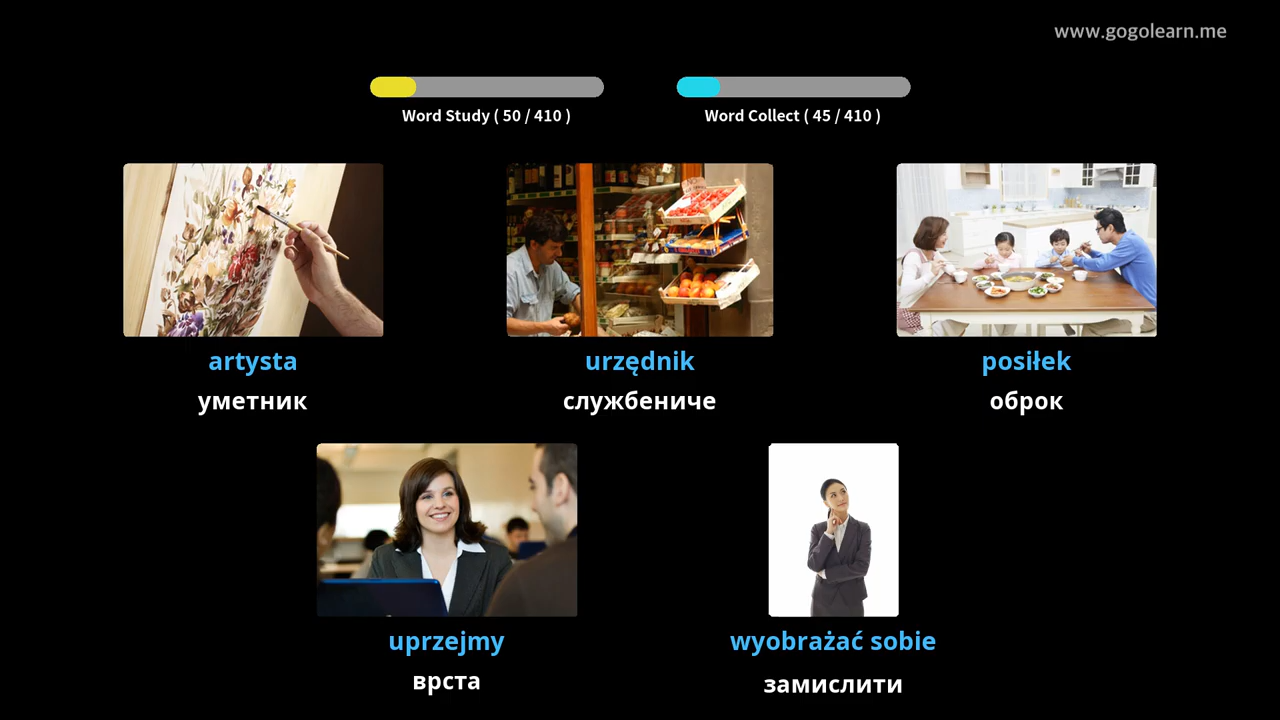 www.gogolearn.me
Word Study ( 50 / 410 )
Word Collect ( 45 / 410 )
artysta
уметник
urzędnik
службениче
posiłek
оброк
uprzejmy
врста
wyobrażać sobie
замислити